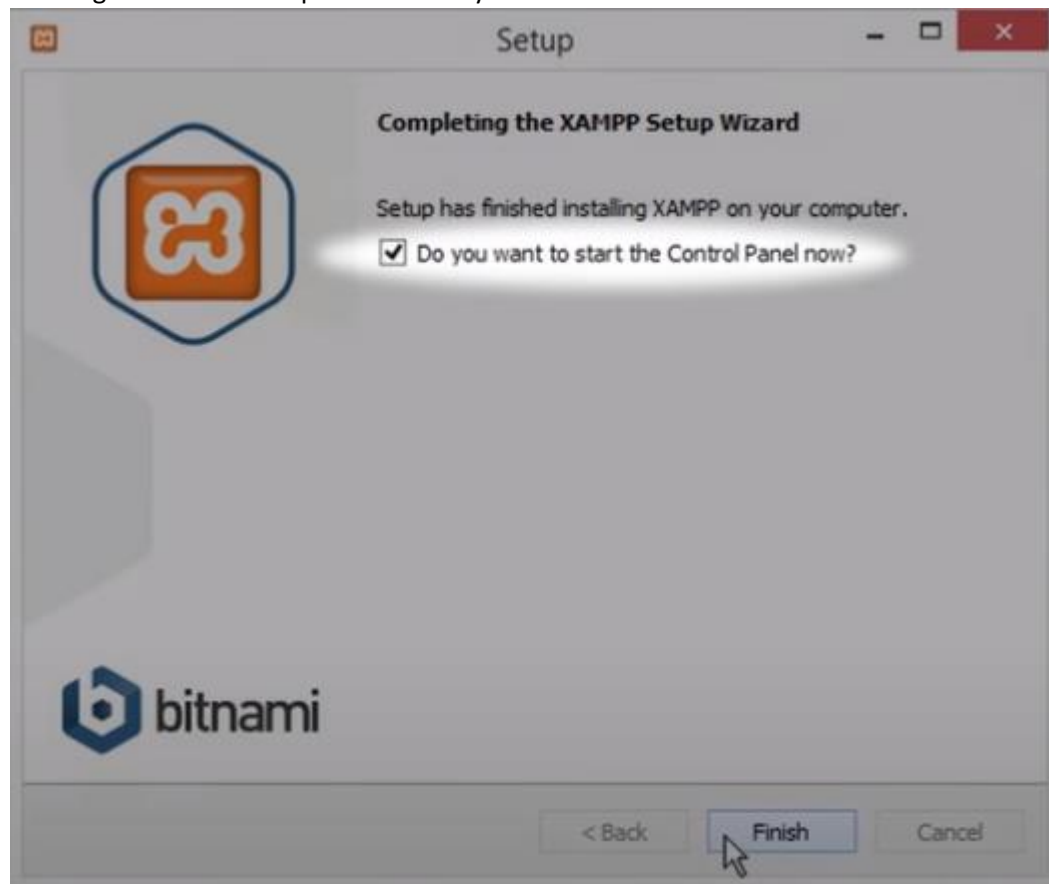 Setup
Completing the XAMPP Setup Wizard
Setup has finished installing XAMPP on your computer.
Do you want to start the Control Panel now?
bitnami
< Back Finish Cancel